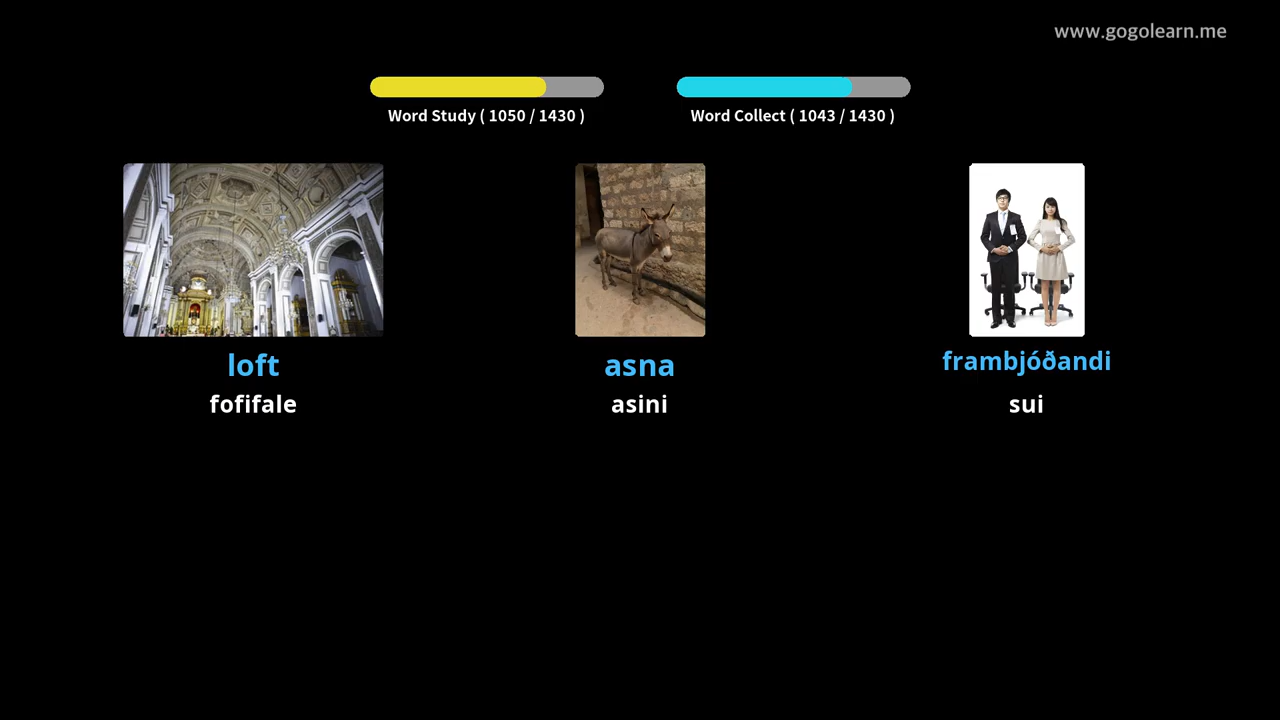 www.gogolearn.me
Word Study ( 1050 / 1430 )
Word Collect ( 1043 / 1430 )
loft
fofifale
asna
asini
frambjóðandi
sui